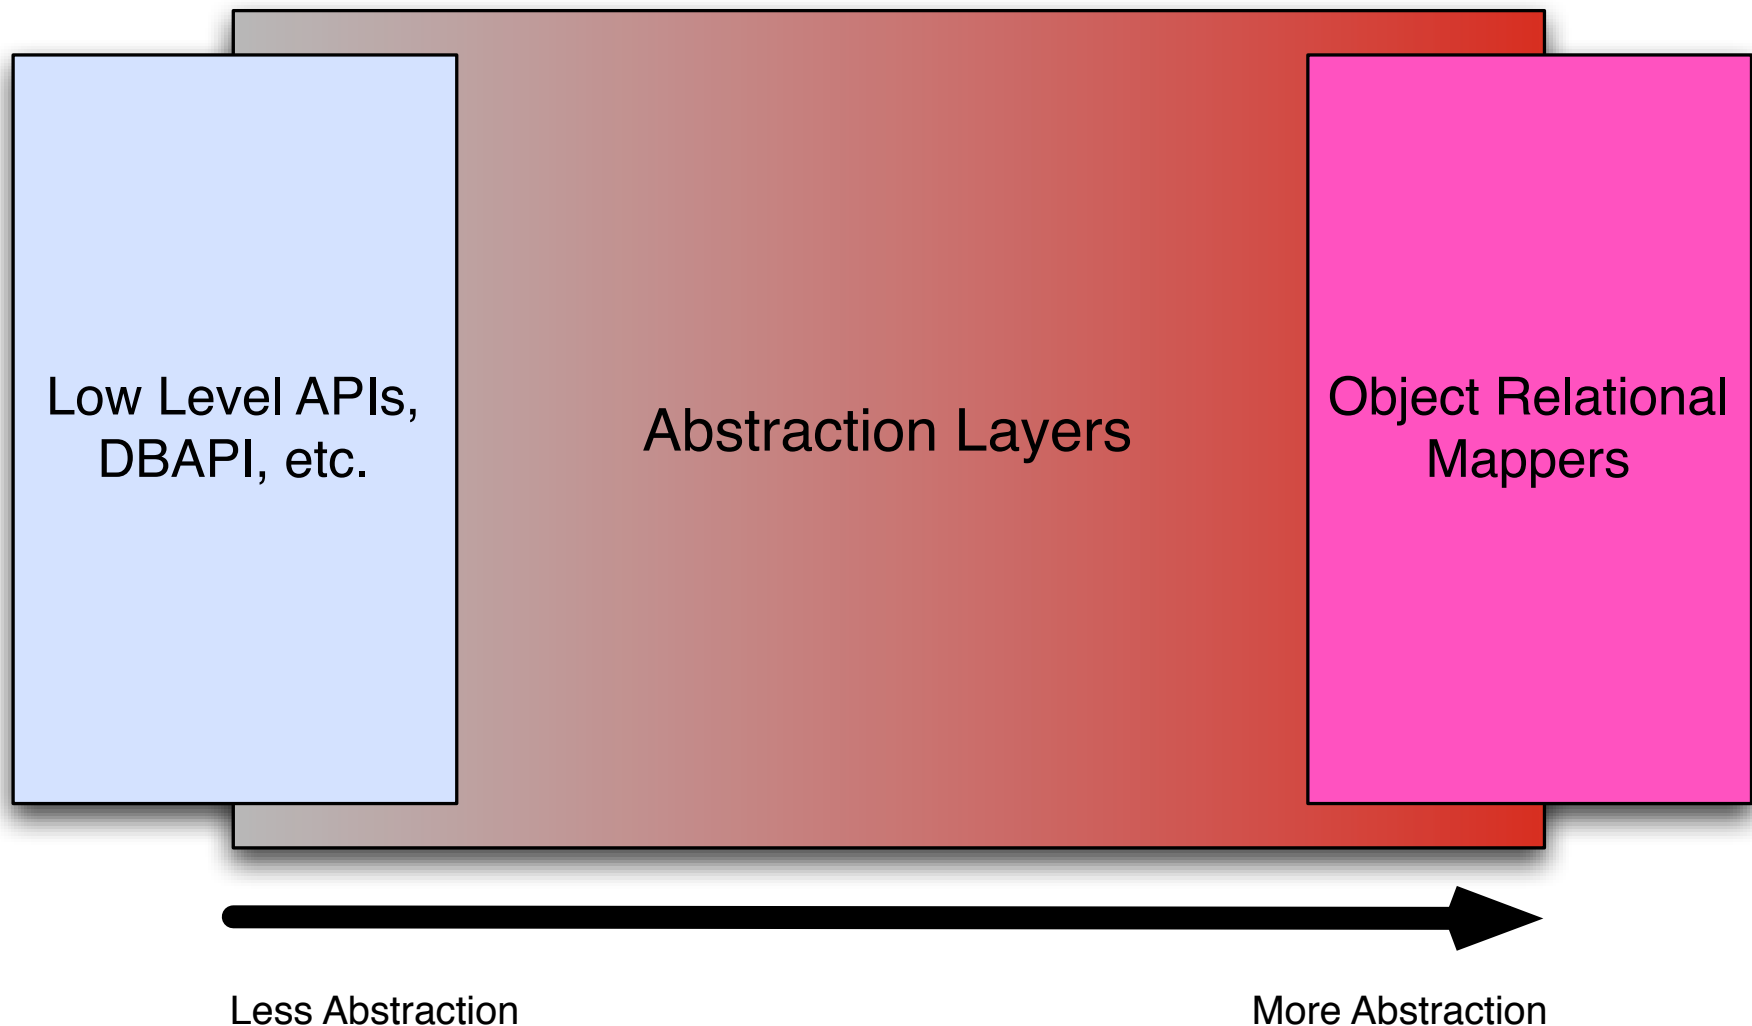 Low Level APIs,
DBAPI, etc.
Abstraction Layers
Object Relational
Mappers
Less Abstraction
More Abstraction